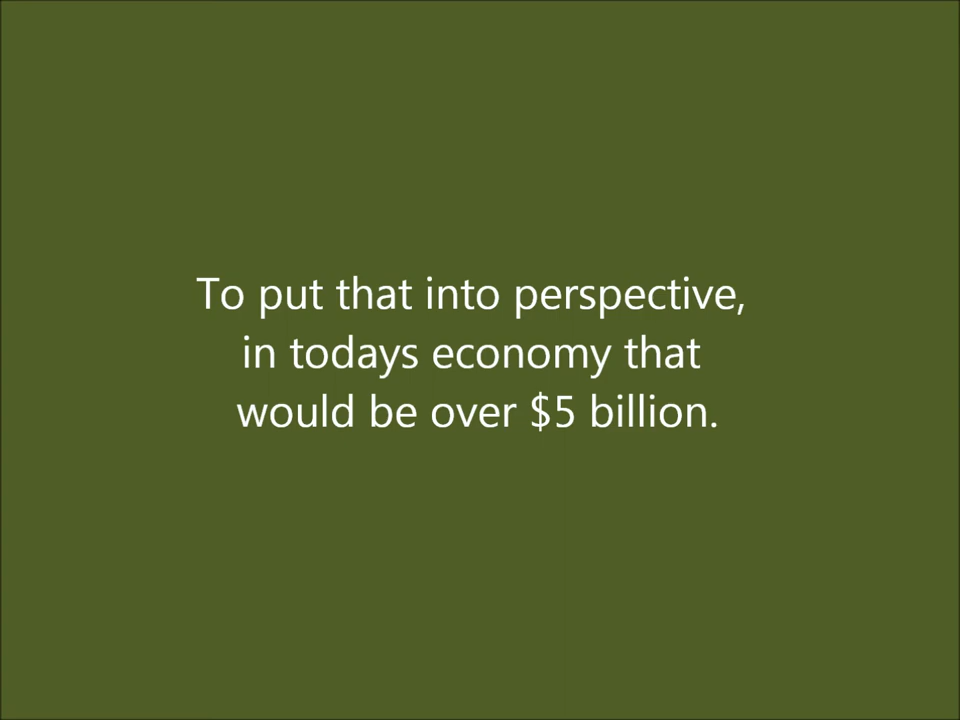 To put that into perspective,
in todays economy that
would be over $5 billion.